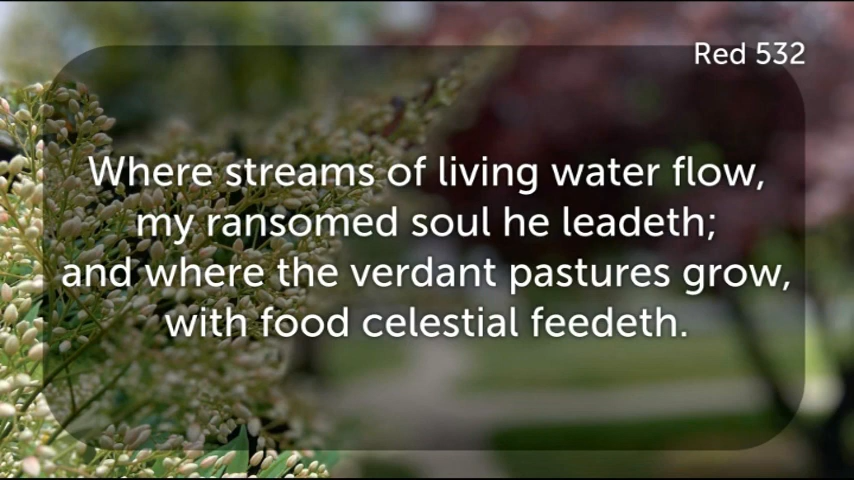 Red 532
Where streams of living water flow,
my ransomed soul he leadeth;
and where the verdant pastures grow,
with food celestial feedeth.